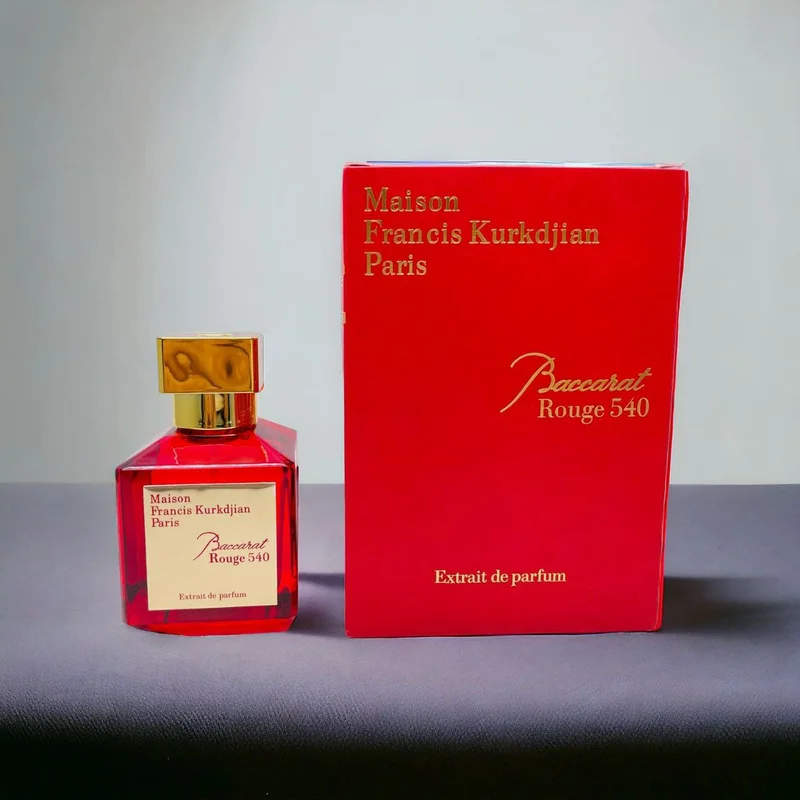 Maison
Francis Kurkdjian
Paris
Baccarat
Rouge 540
Extrait de parfum
Maison
Francis Kurkdjian
Paris
Baccarat
Rouge 540
Extrait de parfum